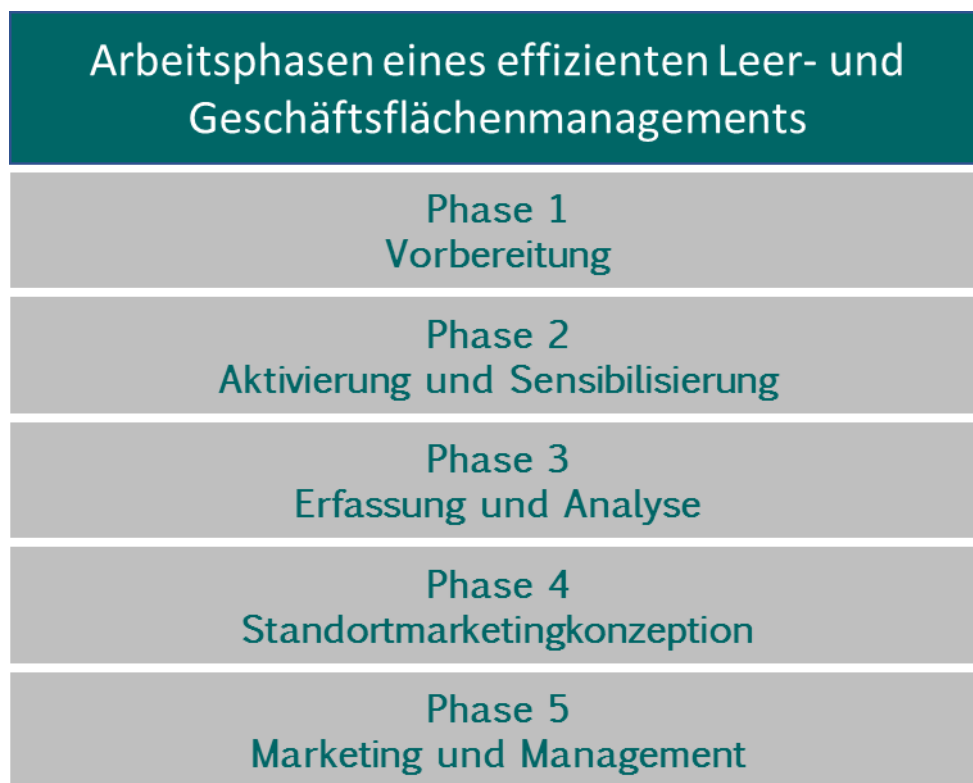 Arbeitsphasen eines effizienten Leer- und
Geschäftsflächenmanagements
Phase 1
Vorbereitung
Phase 2
Aktivierung und Sensibilisierung
Phase 3
Erfassung und Analyse
Phase 4
Standortmarketingkonzeption
Phase 5
Marketing und Management